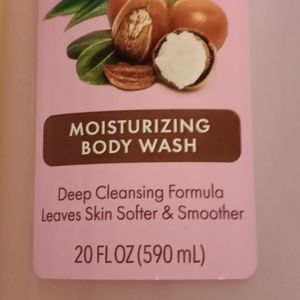 MOISTURIZING
BODY WASH
Deep Cleansing Formula
Leaves Skin Softer & Smoother
20 FL OZ (590 mL)